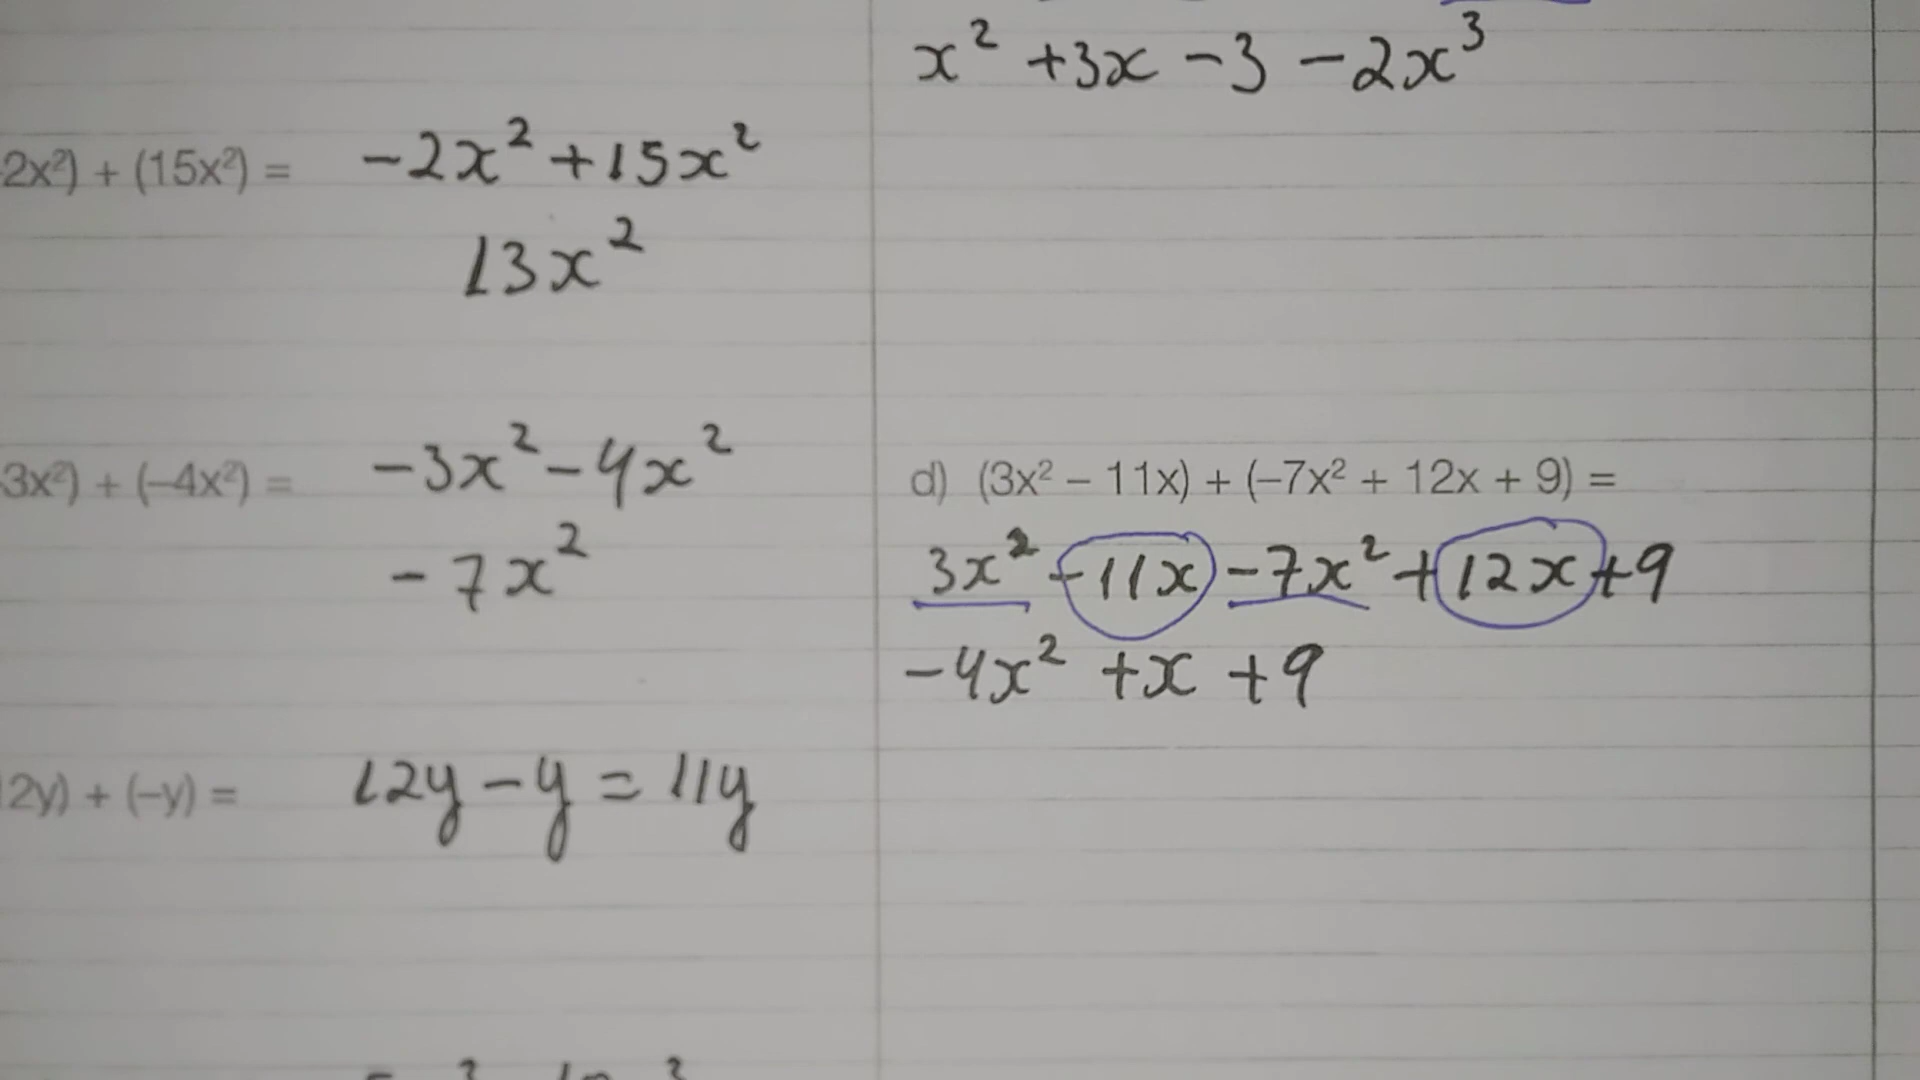 x² + 3x - 3 - 2x³
2x²) + (15x²) = -2x² + 15x²
13x²
3x²) + (-4x²) = -3x² - 4x²
-7x²
d) (3x² – 11x) + (–7x² + 12x + 9) =
3x² - 11x - 7x² + 12x + 9
-4x² + x + 9
2y) + (–y) = 12y - y = 11y